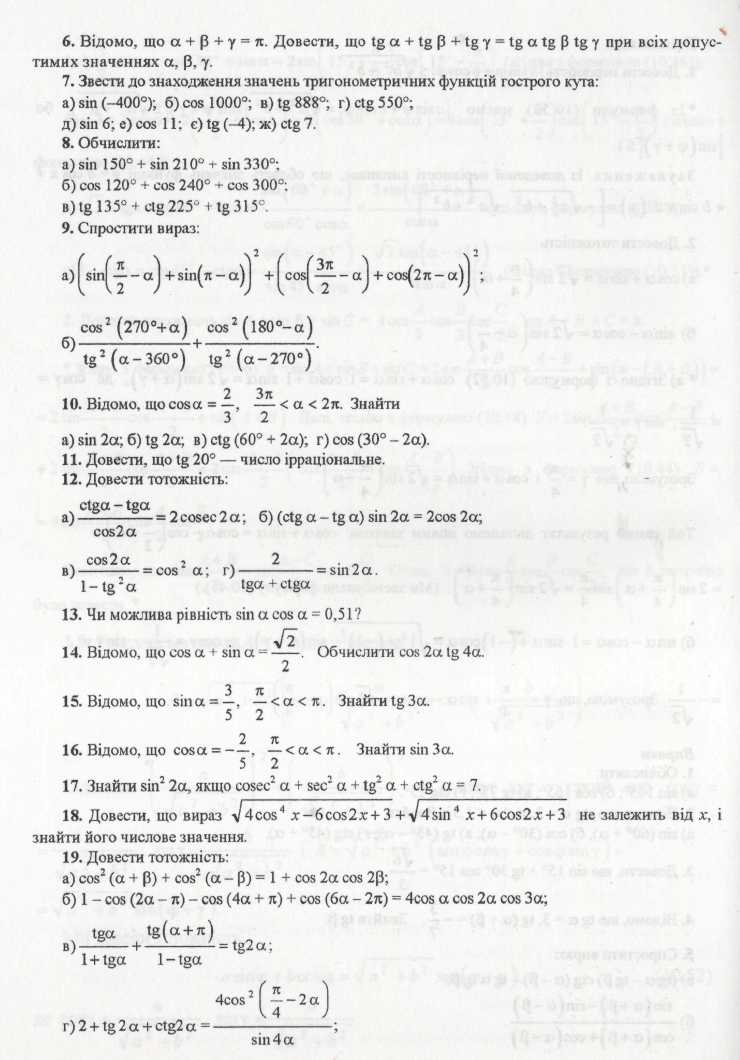 6. Відомо, що α + β + γ = π. Довести, що tg α + tg β + tg γ = tg α tg β tg γ при всіх допус-
тимих значеннях α, β, γ.
7. Звести до знаходження значень тригонометричних функцій гострого кута:
а) sin (–400°); б) cos 1000°; в) tg 888°; г) ctg 550°;
д) sin 6; е) cos 11; є) tg (–4); ж) ctg 7.
8. Обчислити:
а) sin 150° + sin 210° + sin 330°;
б) cos 120° + cos 240° + cos 300°;
в) tg 135° + ctg 225° + tg 315°.
9. Спростити вираз:
а) (sin(π/2 – α) + sin(π – α))² + (cos(3π/2 – α) + cos(2π – α))²;
б) cos² (270°+α) / tg² (α – 360°) + cos² (180°– α) / tg² (α – 270°).
10. Відомо, що cos α = 2/3, 3π/2 < α < 2π. Знайти
а) sin 2α; б) tg 2α; в) ctg (60° + 2α); г) cos (30° – 2α).
11. Довести, що tg 20° — число ірраціональне.
12. Довести тотожність:
а) (ctgα – tgα) / cos2α = 2 cosec 2α; б) (ctg α – tg α) sin 2α = 2cos 2α;
в) cos2α / (1 – tg²α) = cos² α; г) 2 / (tgα + ctgα) = sin 2α.
13. Чи можлива рівність sin α cos α = 0,51?
14. Відомо, що cos α + sin α = √2/2. Обчислити cos 2α tg 4α.
15. Відомо, що sin α = 3/5, π/2 < α < π. Знайти tg 3α.
16. Відомо, що cos α = –2/5, π/2 < α < π. Знайти sin 3α.
17. Знайти sin² 2α, якщо cosec² α + sec² α + tg² α + ctg² α = 7.
18. Довести, що вираз √(4cos⁴ x – 6cos2x + 3) + √(4sin⁴ x + 6cos2x + 3) не залежить від x, і
знайти його числове значення.
19. Довести тотожність:
а) cos² (α + β) + cos² (α – β) = 1 + cos 2α cos 2β;
б) 1 – cos (2α – π) – cos (4α + π) + cos (6α – 2π) = 4cos α cos 2α cos 3α;
в) tgα / (1 + tgα) + tg(α + π) / (1 – tgα) = tg2α;
г) 2 + tg 2α + ctg2α = 4cos² (π/4 – 2α) / sin 4α;